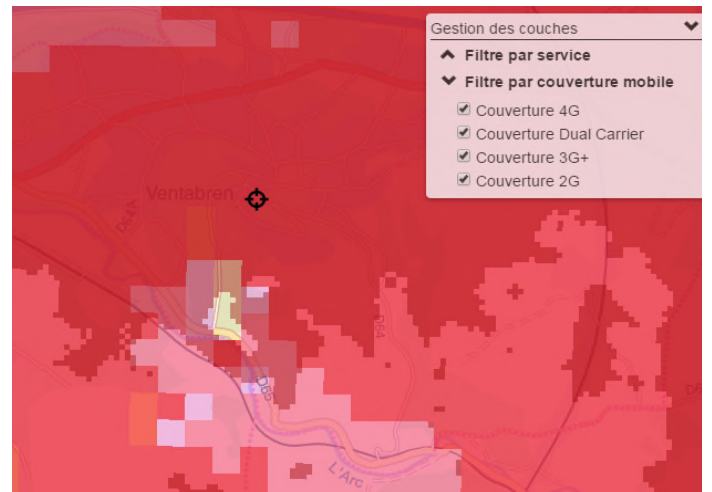 Gestion des couches
Filtre par service
Filtre par couverture mobile
Couverture 4G
Couverture Dual Carrier
Couverture 3G+
Couverture 2G
Ventabren
D64A
D64
D65
L'Arc